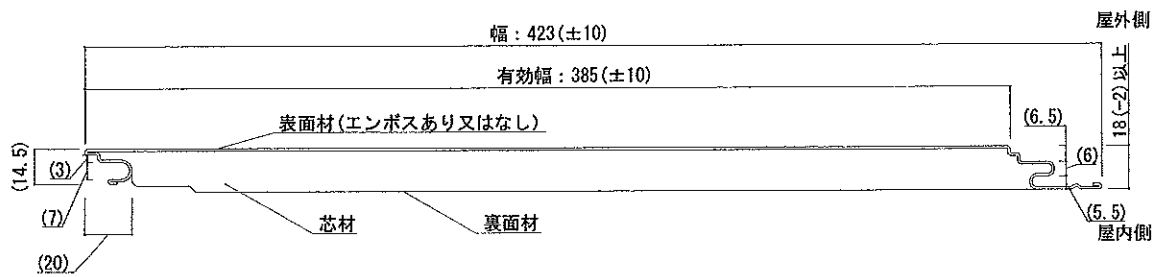 屋外側
幅：423(±10)
有効幅：385(±10)
18(-2)以上
表面材(エンボスあり又はなし)
(6.5)
(14.5)
(3)
(6)
(7)
芯材
裏面材
(5.5)
屋内側
(20)